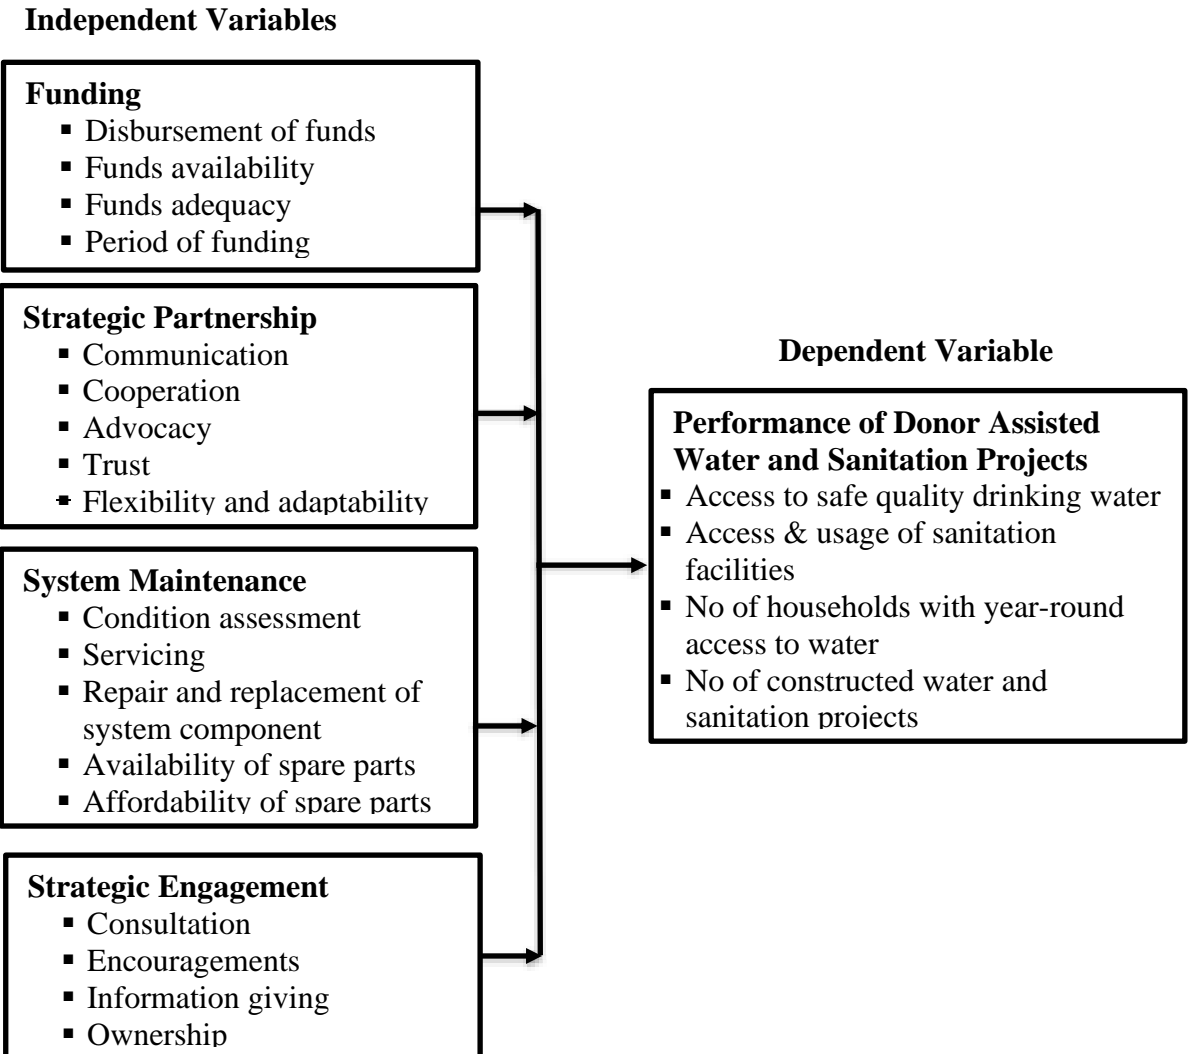 Independent Variables
Funding
▪ Disbursement of funds
▪ Funds availability
▪ Funds adequacy
▪ Period of funding
Strategic Partnership
▪ Communication
▪ Cooperation
▪ Advocacy
▪ Trust
▪ Flexibility and adaptability
System Maintenance
▪ Condition assessment
▪ Servicing
▪ Repair and replacement of
system component
▪ Availability of spare parts
▪ Affordability of spare parts
Strategic Engagement
▪ Consultation
▪ Encouragements
▪ Information giving
▪ Ownership
Dependent Variable
Performance of Donor Assisted
Water and Sanitation Projects
▪ Access to safe quality drinking water
▪ Access & usage of sanitation
facilities
▪ No of households with year-round
access to water
▪ No of constructed water and
sanitation projects